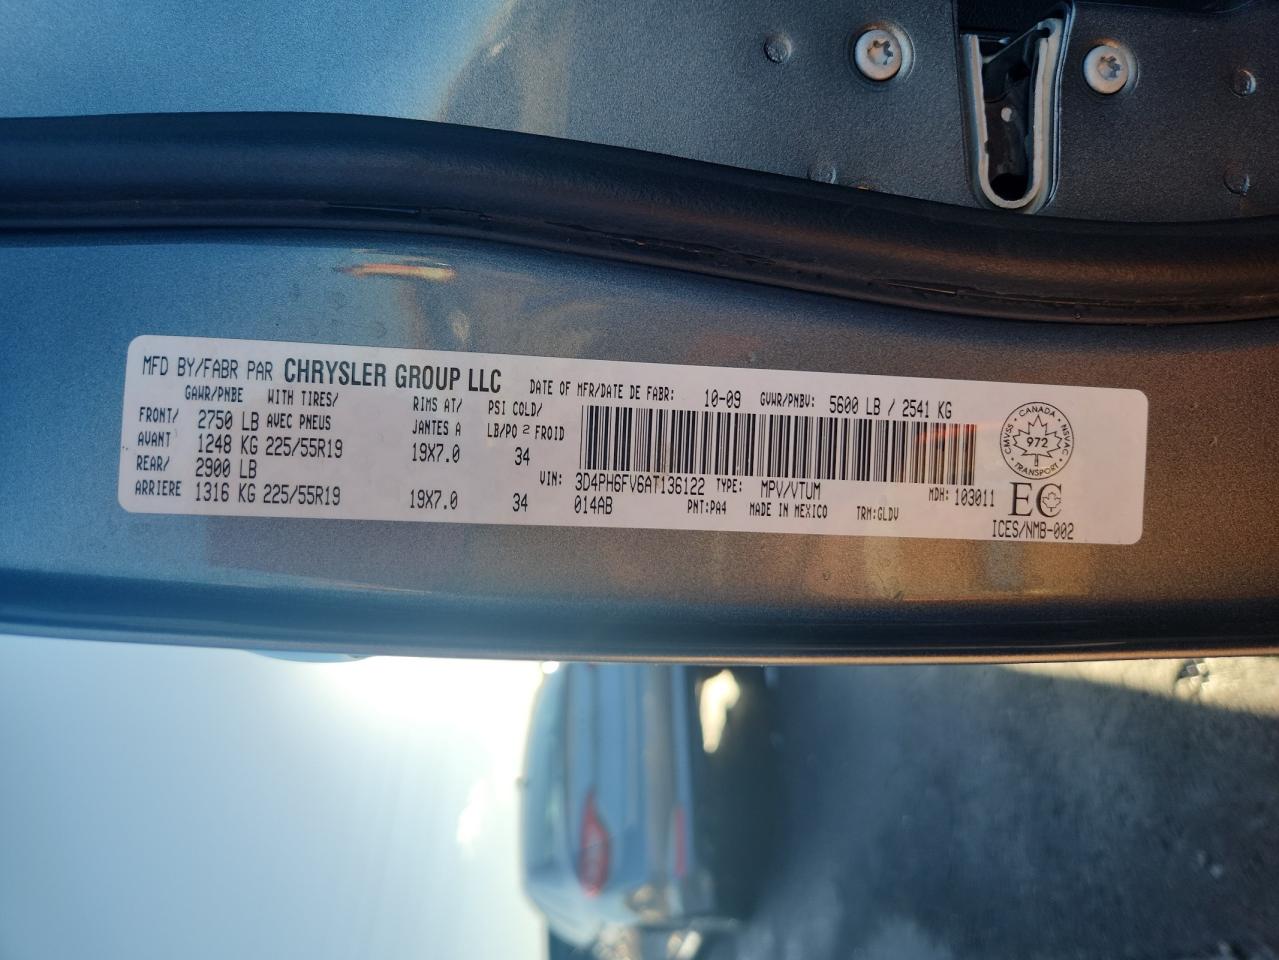 MFD BY/FABR PAR CHRYSLER GROUP LLC DATE OF MFR/DATE DE FABR: 10-09 GVWR/PNBV: 5600 LB / 2541 KG
GAWR/PNBE WITH TIRES/ RIMS AT/ PSI COLD/
FRONT/ 2750 LB AVEC PNEUS JANTES A LB/PO 2 FROID
AVANT 1248 KG 225/55R19 19X7.0 34
REAR/ 2900 LB VIN: 3D4PH6FV6AT136122 TYPE: MPV/VTUM MDH: 103011
ARRIERE 1316 KG 225/55R19 19X7.0 34 014AB PNT:PA4 MADE IN MEXICO TRM:GLDV
CANADA
CMVSS NSVAC
972
TRANSPORT
EC
ICES/NMB-002